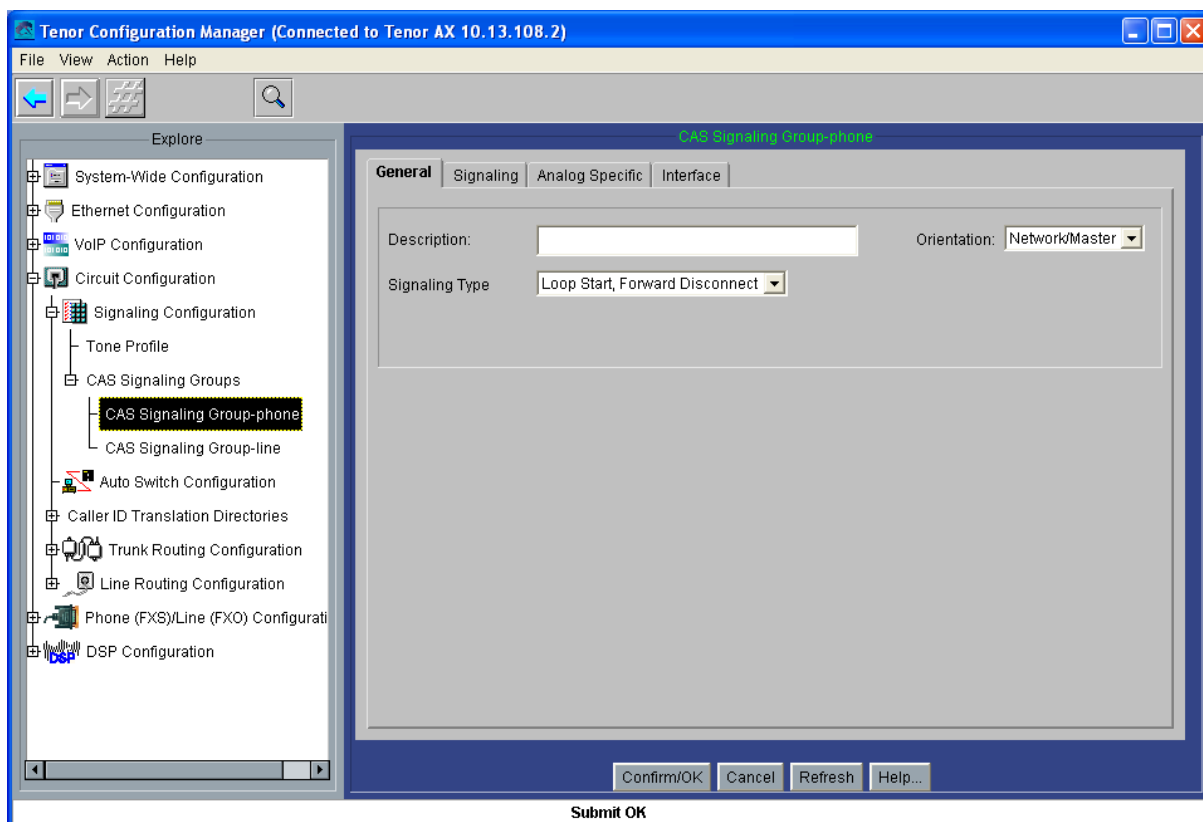 Tenor Configuration Manager (Connected to Tenor AX 10.13.108.2)
File View Action Help
Explore
System-Wide Configuration
Ethernet Configuration
VoIP Configuration
Circuit Configuration
Signaling Configuration
Tone Profile
CAS Signaling Groups
CAS Signaling Group-phone
CAS Signaling Group-line
Auto Switch Configuration
Caller ID Translation Directories
Trunk Routing Configuration
Line Routing Configuration
Phone (FXS)/Line (FXO) Configurati
DSP
DSP Configuration
CAS Signaling Group-phone
General Signaling Analog Specific Interface
Description: Orientation: Network/Master
Signaling Type Loop Start, Forward Disconnect
Confirm/OK Cancel Refresh Help...
Submit OK